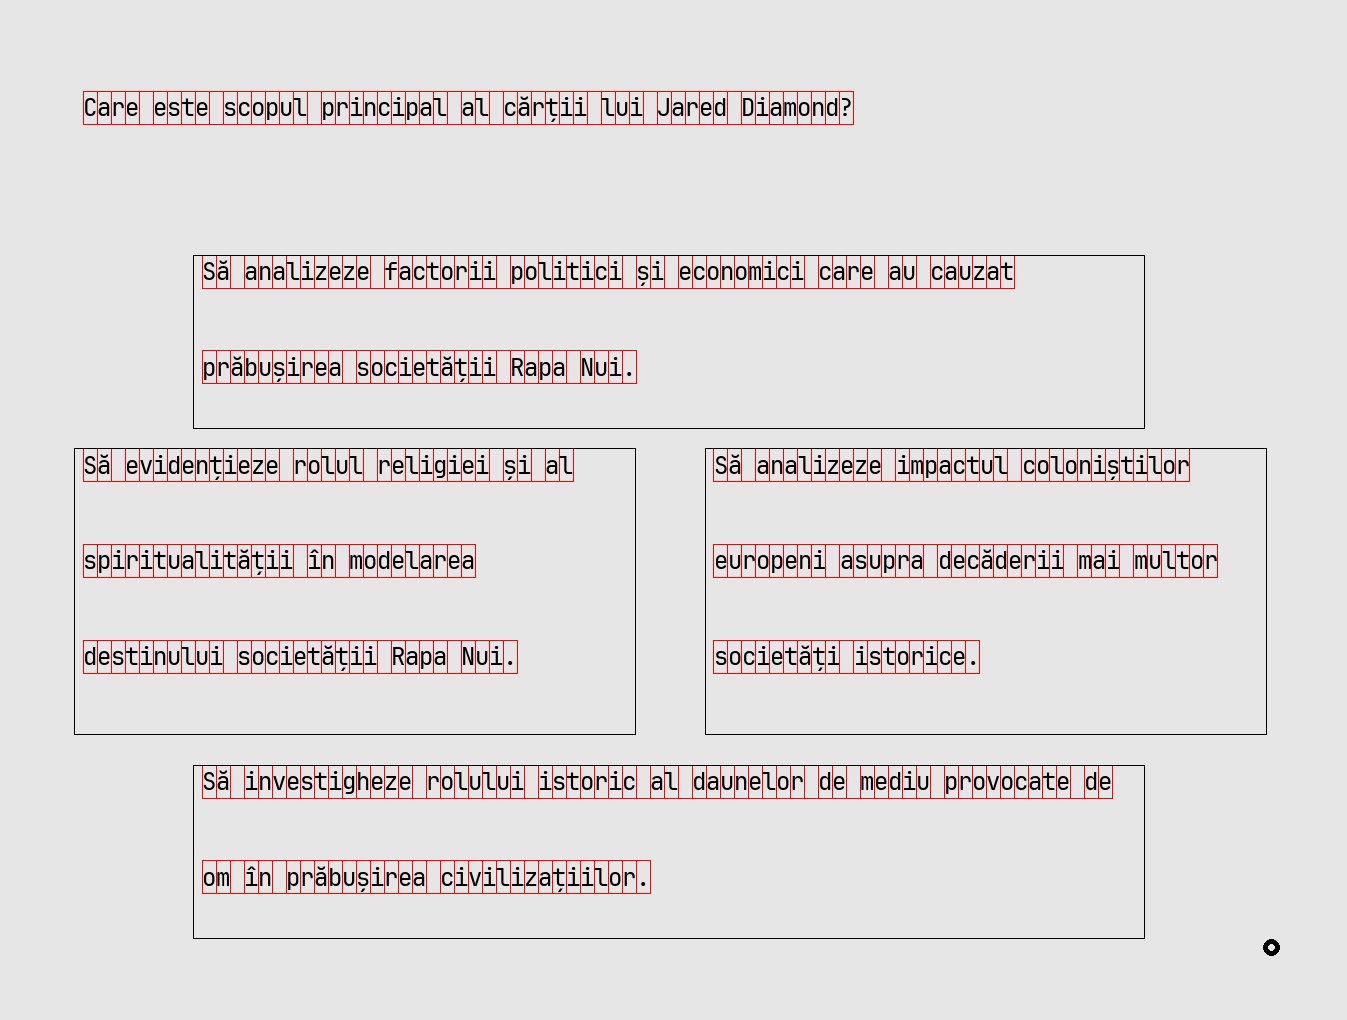 Care este scopul principal al cărții lui Jared Diamond?
Să analizeze factorii politici și economici care au cauzat
prăbușirea societății Rapa Nui.
Să evidențieze rolul religiei și al
spiritualității în modelarea
destinului societății Rapa Nui.
Să analizeze impactul coloniștilor
europeni asupra decăderii mai multor
societăți istorice.
Să investigheze rolului istoric al daunelor de mediu provocate de
om în prăbușirea civilizațiilor.